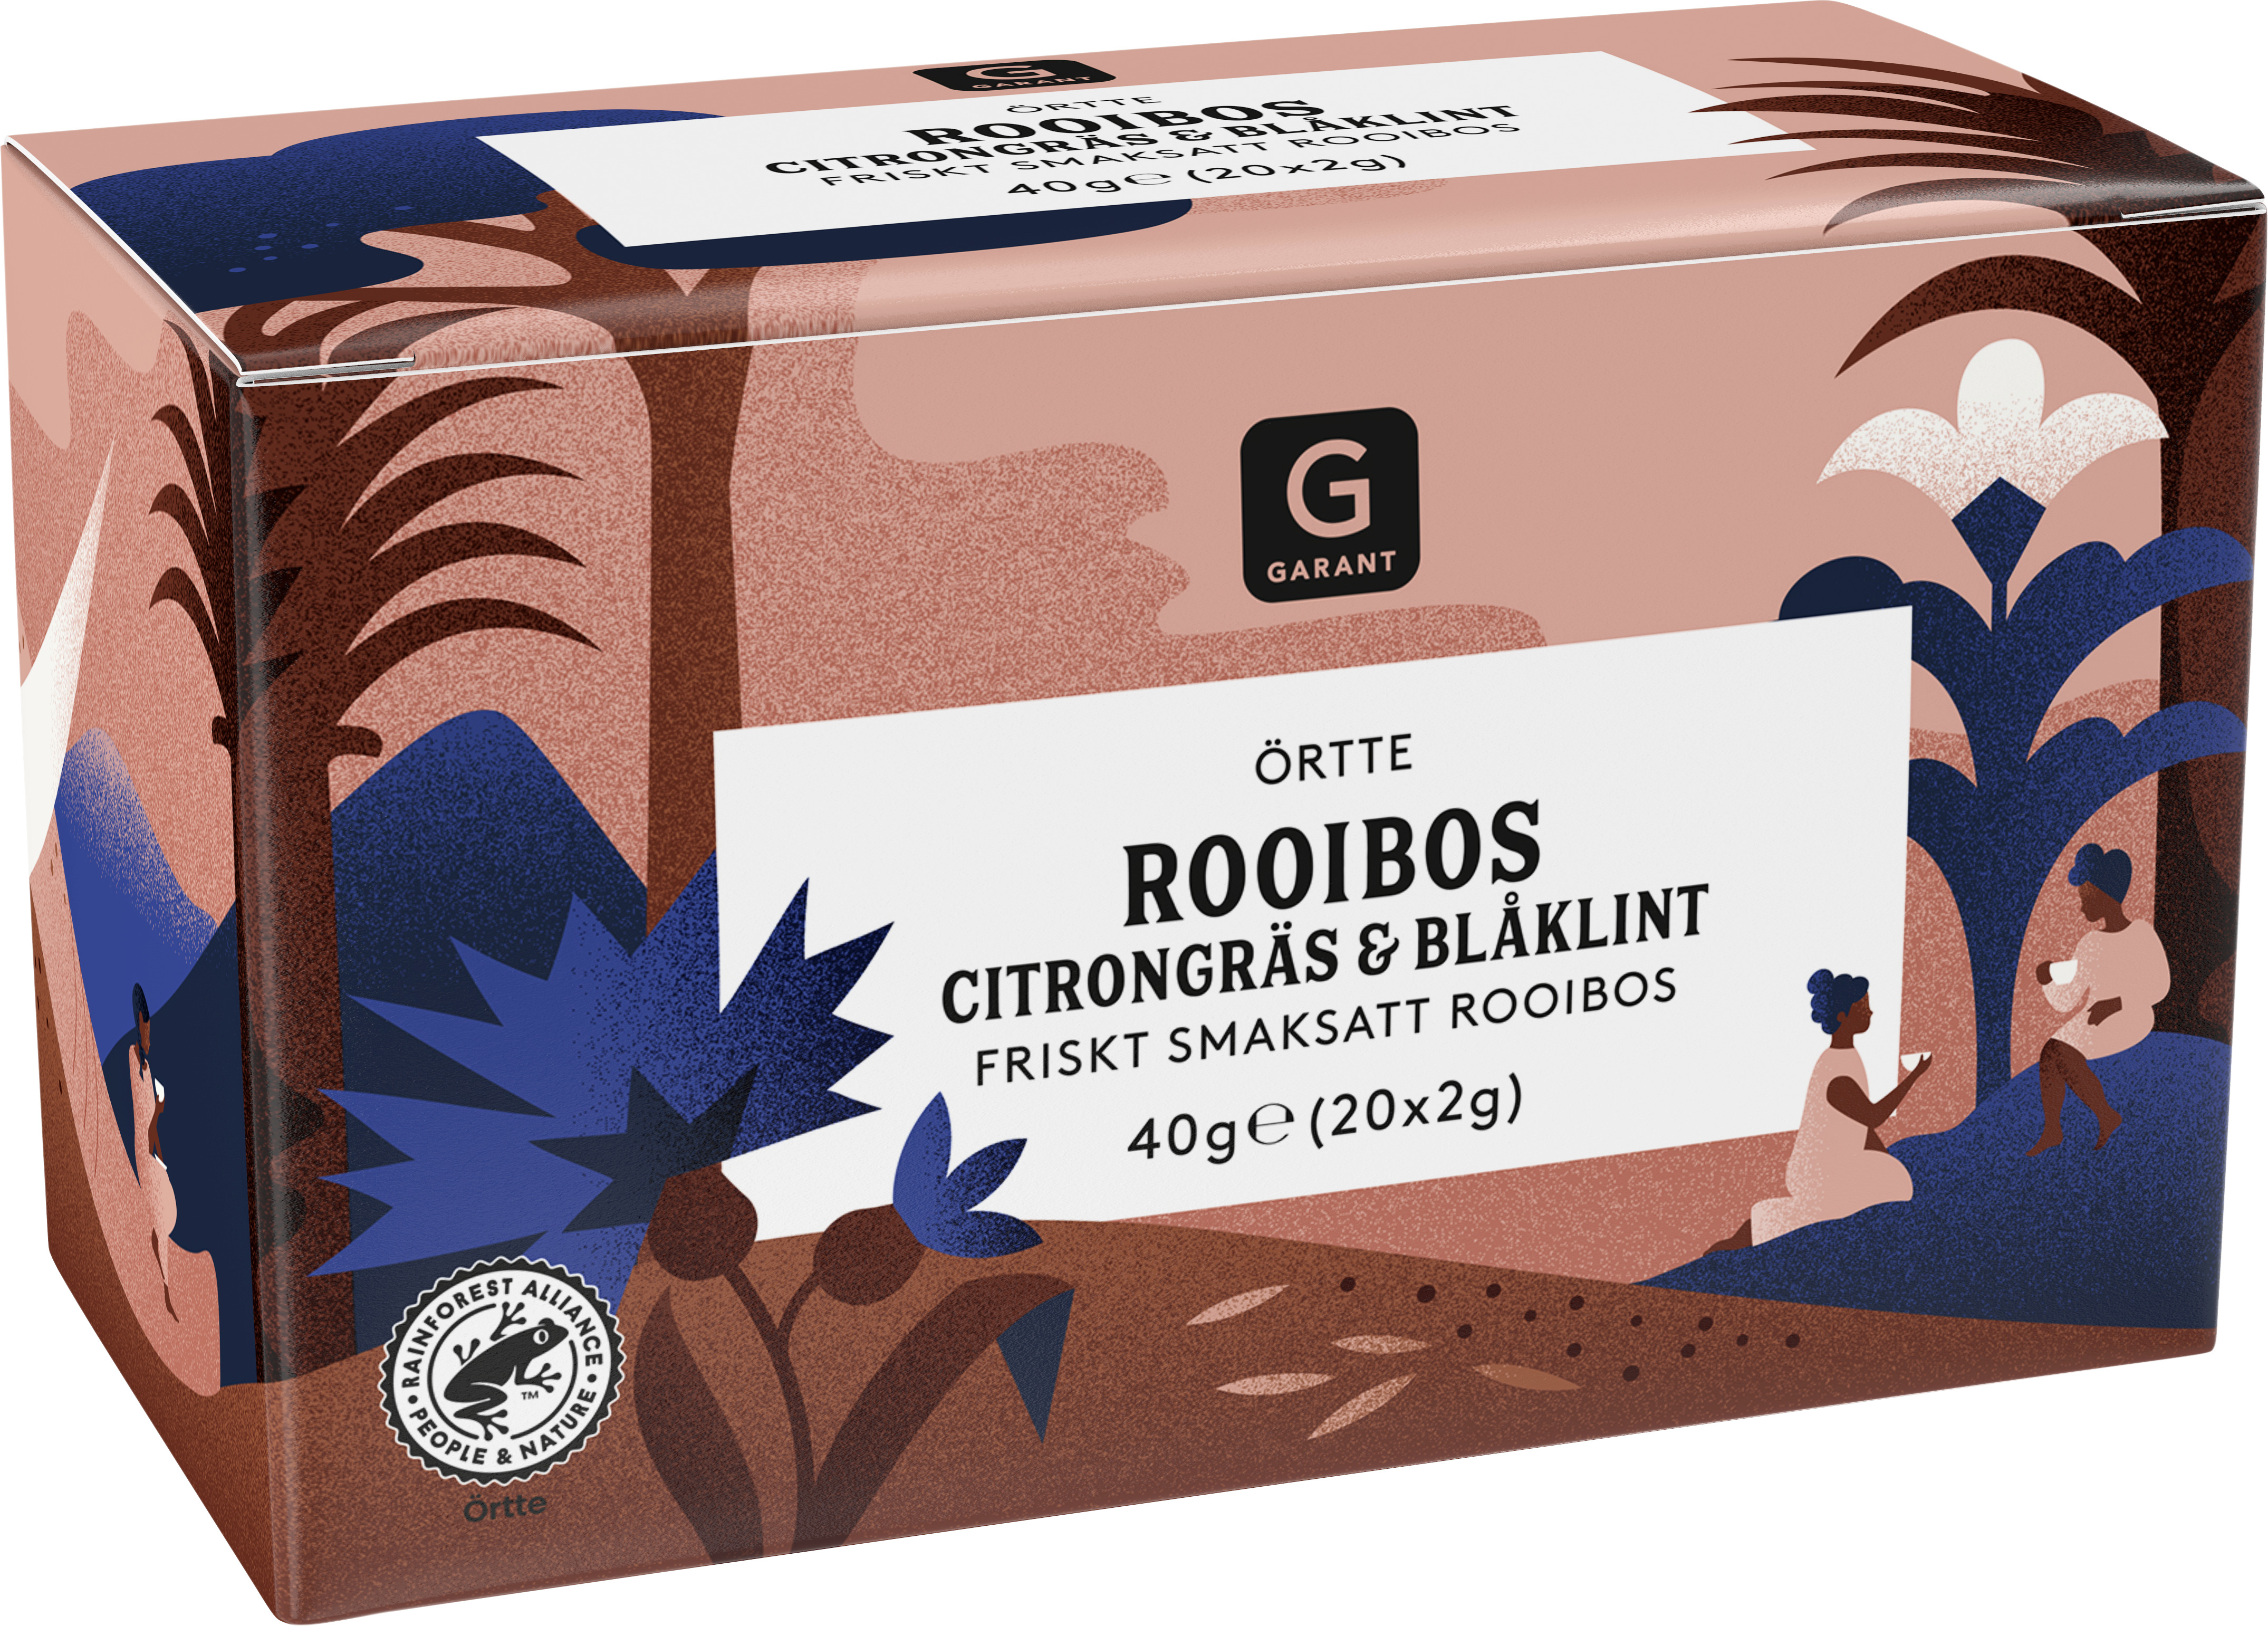 G
GARANT
ÖRTTE
ROOIBOS
CITRONGRÄS & BLÅKLINT
FRISKT SMAKSATT ROOIBOS
40g℮ (20x2g)
G
GARANT
ÖRTTE
ROOIBOS
CITRONGRÄS & BLÅKLINT
FRISKT SMAKSATT ROOIBOS
40g℮ (20x2g)
RAINFOREST ALLIANCE
PEOPLE & NATURE
TM
Örtte